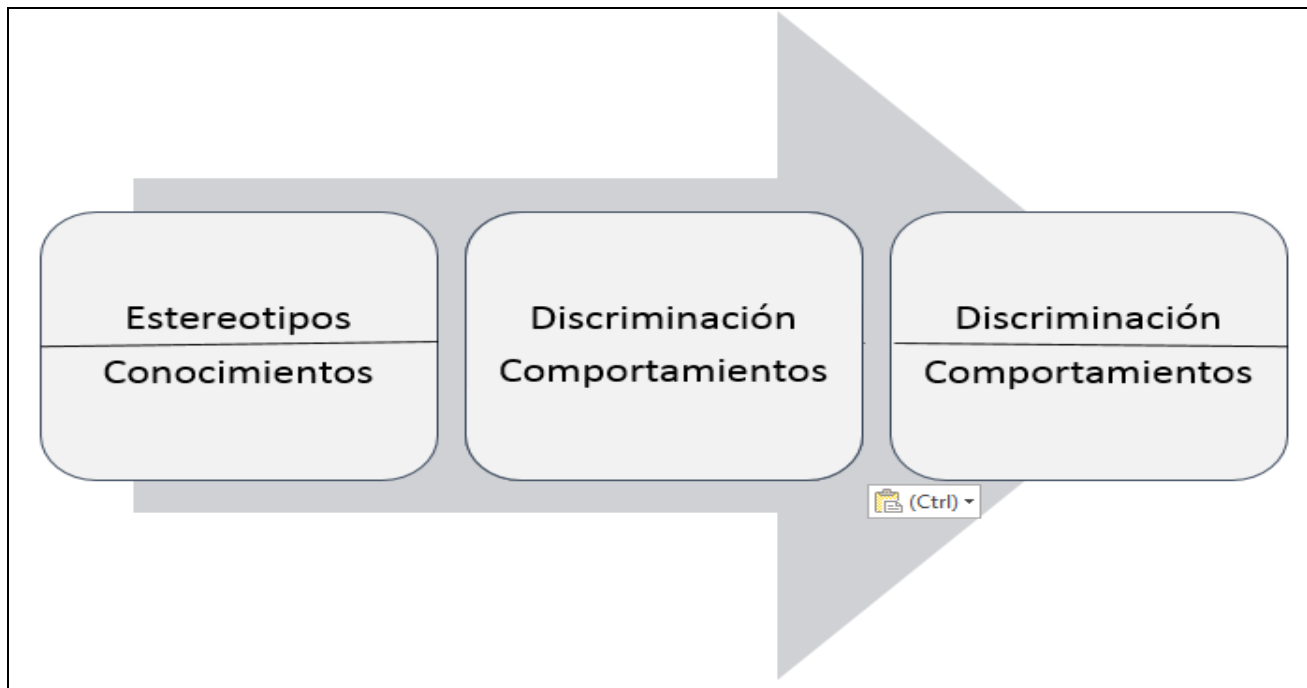 Estereotipos
Conocimientos
Discriminación
Comportamientos
Discriminación
Comportamientos
(Ctrl)